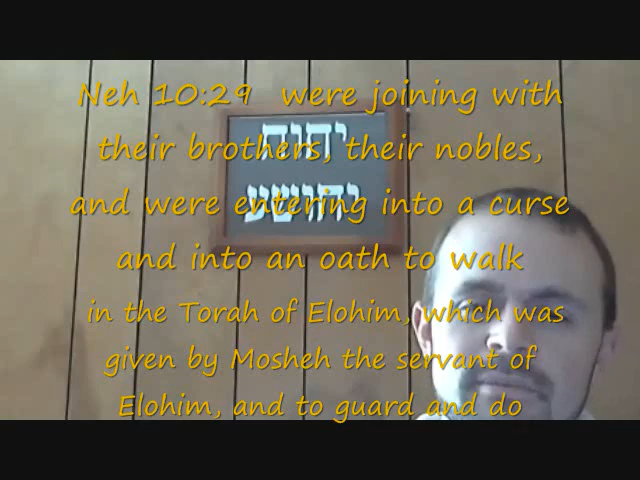 Neh 10:29 were joining with
their brothers, their nobles,
and were entering into a curse
and into an oath to walk
in the Torah of Elohim, which was
given by Mosheh the servant of
Elohim, and to guard and do
יהוה
יהושע